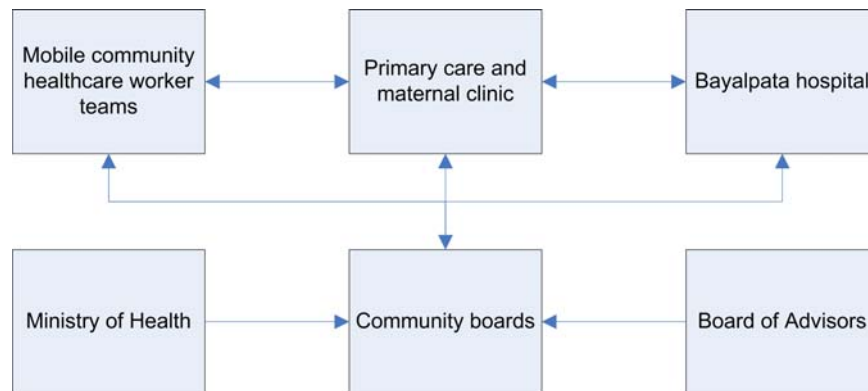 Mobile community
healthcare worker
teams
Primary care and
maternal clinic
Bayalpata hospital
Ministry of Health
Community boards
Board of Advisors